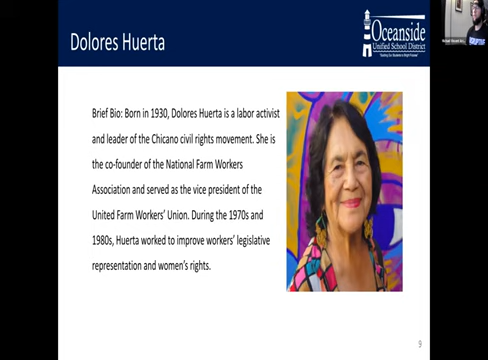 Dolores Huerta
Oceanside
Unified School District
Brief Bio: Born in 1930, Dolores Huerta is a labor activist
and leader of the Chicano civil rights movement. She is
the co-founder of the National Farm Workers
Association and served as the vice president of the
United Farm Workers' Union. During the 1970s and
1980s, Huerta worked to improve workers' legislative
representation and women's rights.
9